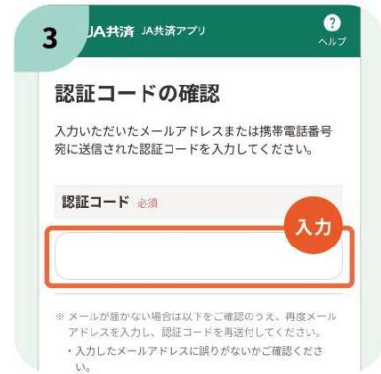 3
JA共済 JA共済アプリ
?
ヘルプ
認証コードの確認
入力いただいたメールアドレスまたは携帯電話番号
宛に送信された認証コードを入力してください。
認証コード 必須
入力
※ メールが届かない場合は以下をご確認のうえ、再度メール
アドレスを入力し、認証コードを再送付してください。
・入力したメールアドレスに誤りがないかご確認くださ
い。